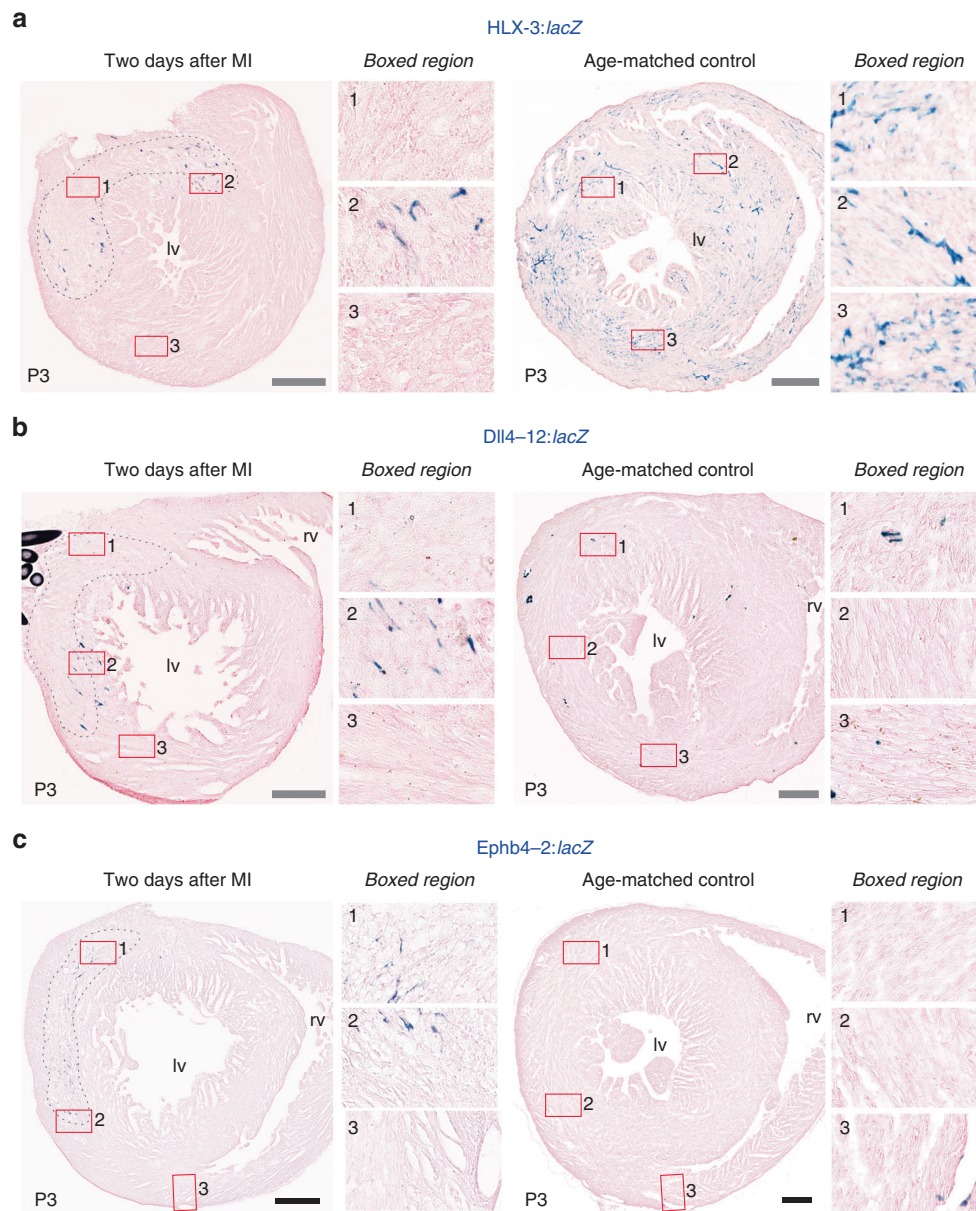 a
HLX-3:lacZ
Two days after MI
Boxed region
Age-matched control
Boxed region
1
2
lv
3
P3
1
2
3
1
2
lv
3
P3
1
2
3
b
Dll4–12:lacZ
Two days after MI
Boxed region
Age-matched control
Boxed region
1
rv
2
lv
3
P3
1
2
3
1
rv
2
lv
3
P3
1
2
3
c
Ephb4–2:lacZ
Two days after MI
Boxed region
Age-matched control
Boxed region
1
rv
lv
2
3
P3
1
2
3
1
rv
lv
2
3
P3
1
2
3